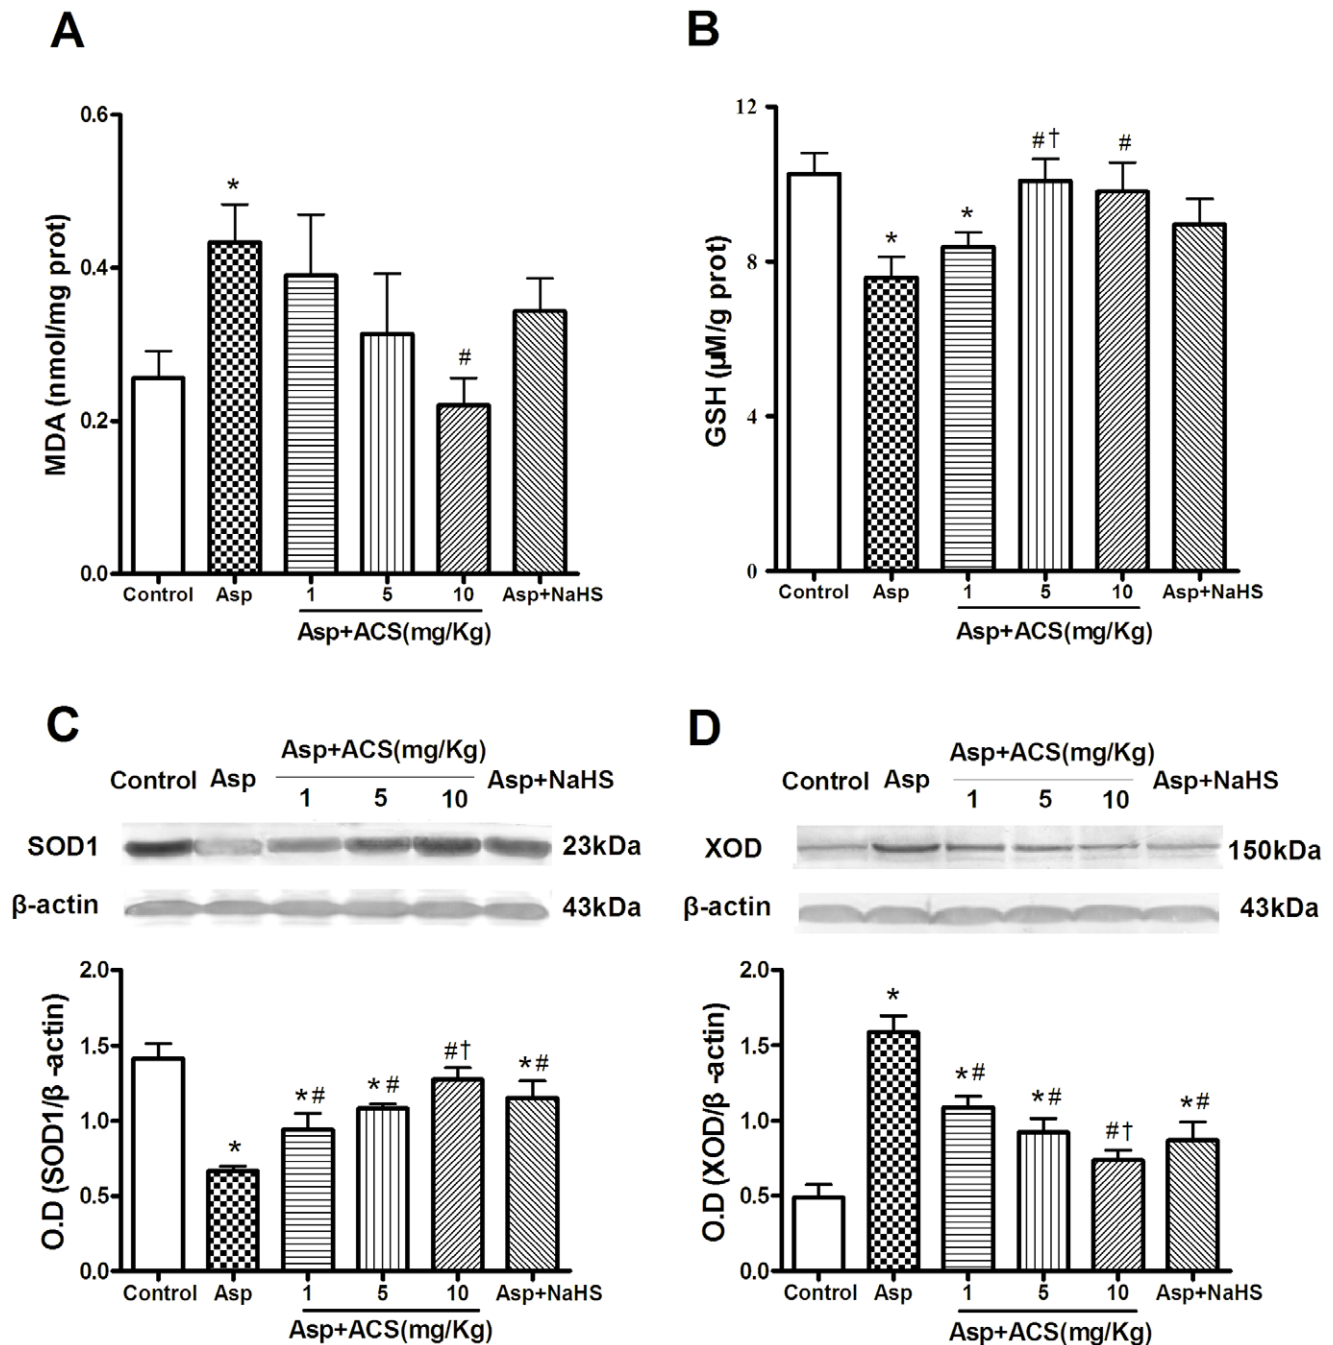 A
MDA (nmol/mg prot)
0.6
0.4
0.2
0.0
*
#
Control Asp 1 5 10 Asp+NaHS
Asp+ACS(mg/Kg)
B
GSH (μM/g prot)
12
8
4
0
* * #† #
Control Asp 1 5 10 Asp+NaHS
Asp+ACS(mg/Kg)
C
Asp+ACS(mg/Kg)
Control Asp 1 5 10 Asp+NaHS
SOD1 23kDa
β-actin 43kDa
O.D (SOD1/β -actin)
2.0
1.5
1.0
0.5
0.0
* *# *# #† *#
Control Asp 1 5 10 Asp+NaHS
Asp+ACS(mg/Kg)
D
Asp+ACS(mg/Kg)
Control Asp 1 5 10 Asp+NaHS
XOD 150kDa
β-actin 43kDa
O.D (XOD/β -actin)
2.0
1.5
1.0
0.5
0.0
* *# *# #† *#
Control Asp 1 5 10 Asp+NaHS
Asp+ACS(mg/Kg)